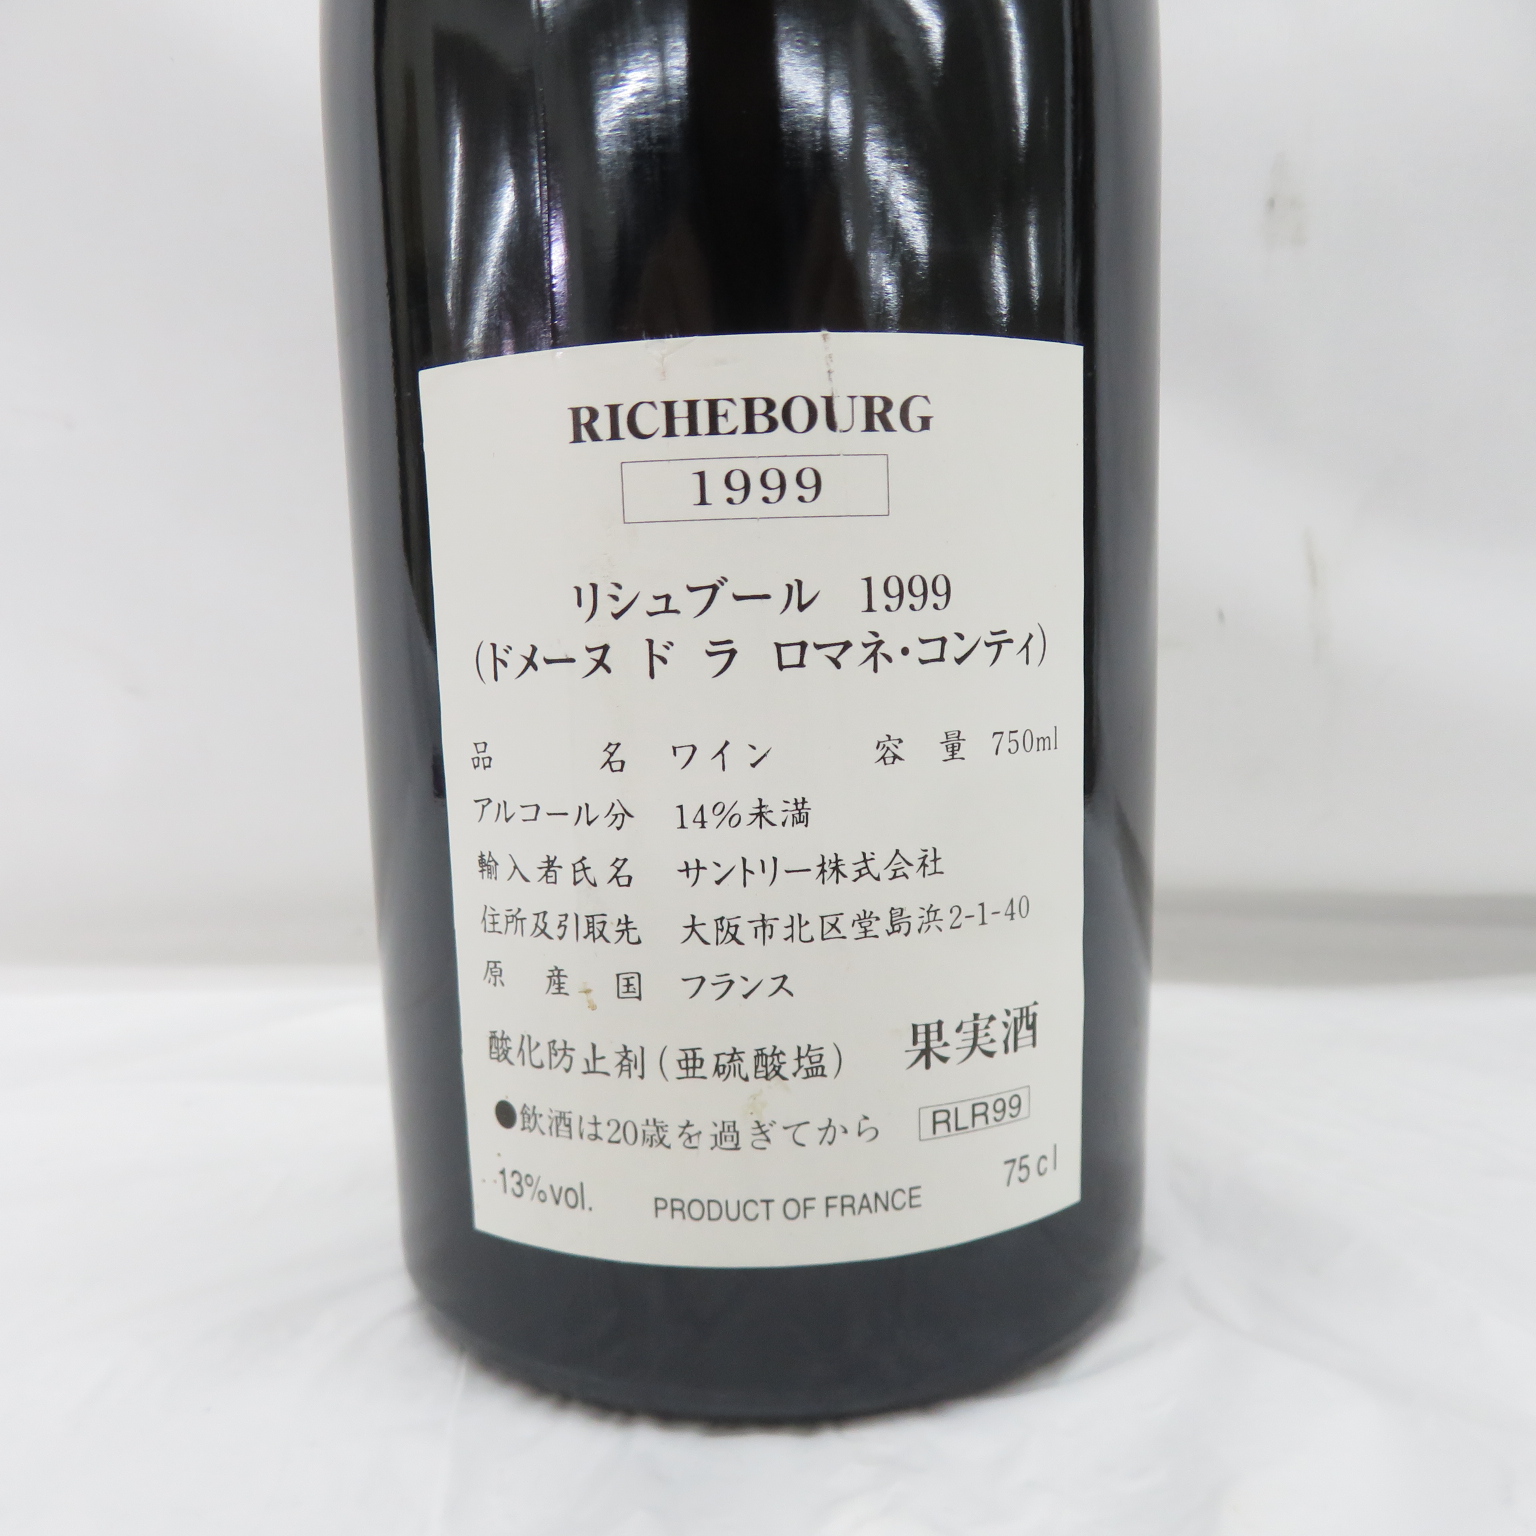 RICHEBOURG
1999
リシュブール 1999
(ドメーヌ ド ラ ロマネ・コンティ)
品名 ワイン 容量 750ml
アルコール分 14%未満
輸入者氏名 サントリー株式会社
住所及引取先 大阪市北区堂島浜2-1-40
原産国 フランス
酸化防止剤(亜硫酸塩) 果実酒
●飲酒は20歳を過ぎてから RLR99
13%vol. PRODUCT OF FRANCE 75cl